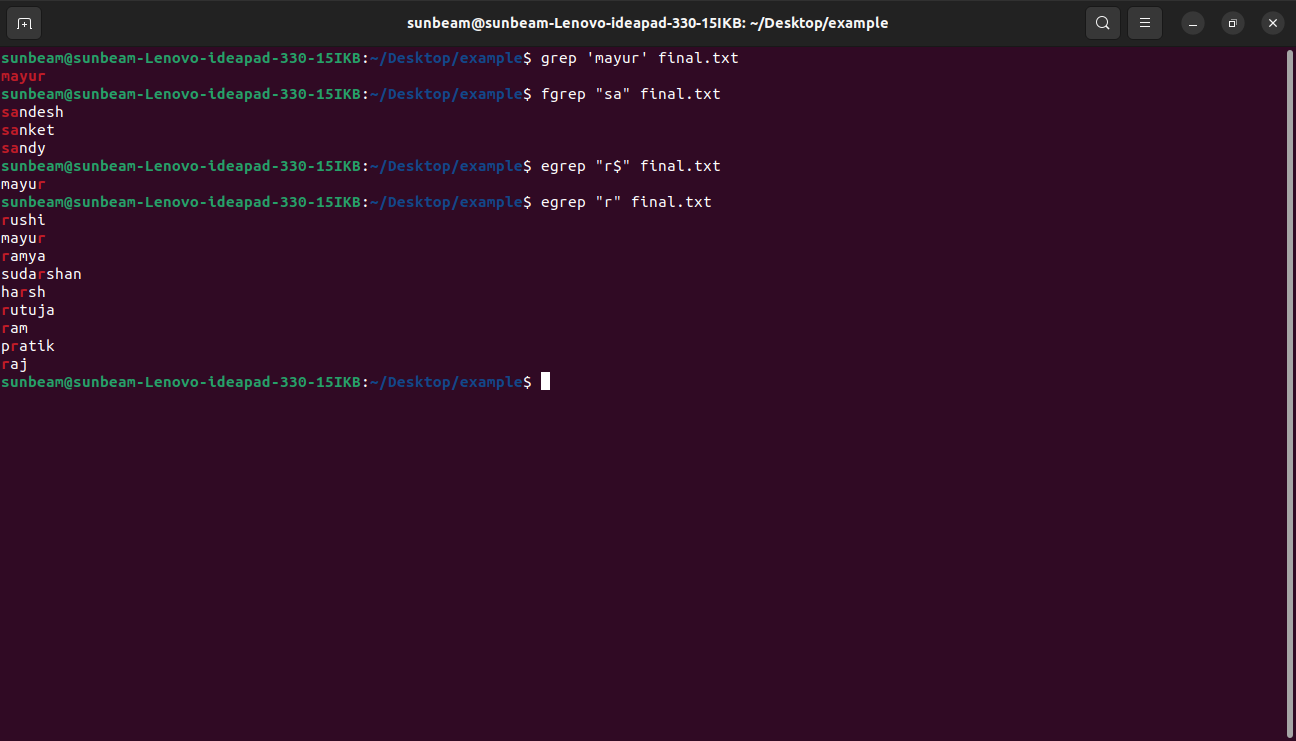 sunbeam@sunbeam-Lenovo-ideapad-330-15IKB: ~/Desktop/example
sunbeam@sunbeam-Lenovo-ideapad-330-15IKB:~/Desktop/example$ grep 'mayur' final.txt
mayur
sunbeam@sunbeam-Lenovo-ideapad-330-15IKB:~/Desktop/example$ fgrep "sa" final.txt
sandesh
sanket
sandy
sunbeam@sunbeam-Lenovo-ideapad-330-15IKB:~/Desktop/example$ egrep "r$" final.txt
mayur
sunbeam@sunbeam-Lenovo-ideapad-330-15IKB:~/Desktop/example$ egrep "r" final.txt
rushi
mayur
ramya
sudarshan
harsh
rutuja
ram
pratik
raj
sunbeam@sunbeam-Lenovo-ideapad-330-15IKB:~/Desktop/example$